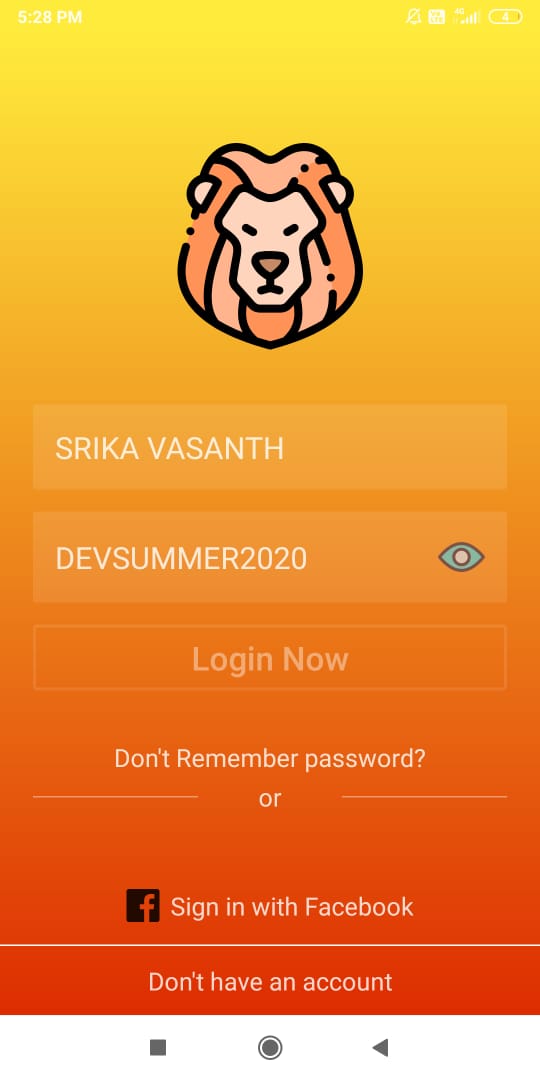 5:28 PM
4G
4
SRIKA VASANTH
DEVSUMMER2020
Login Now
Don't Remember password?
or
Sign in with Facebook
Don't have an account